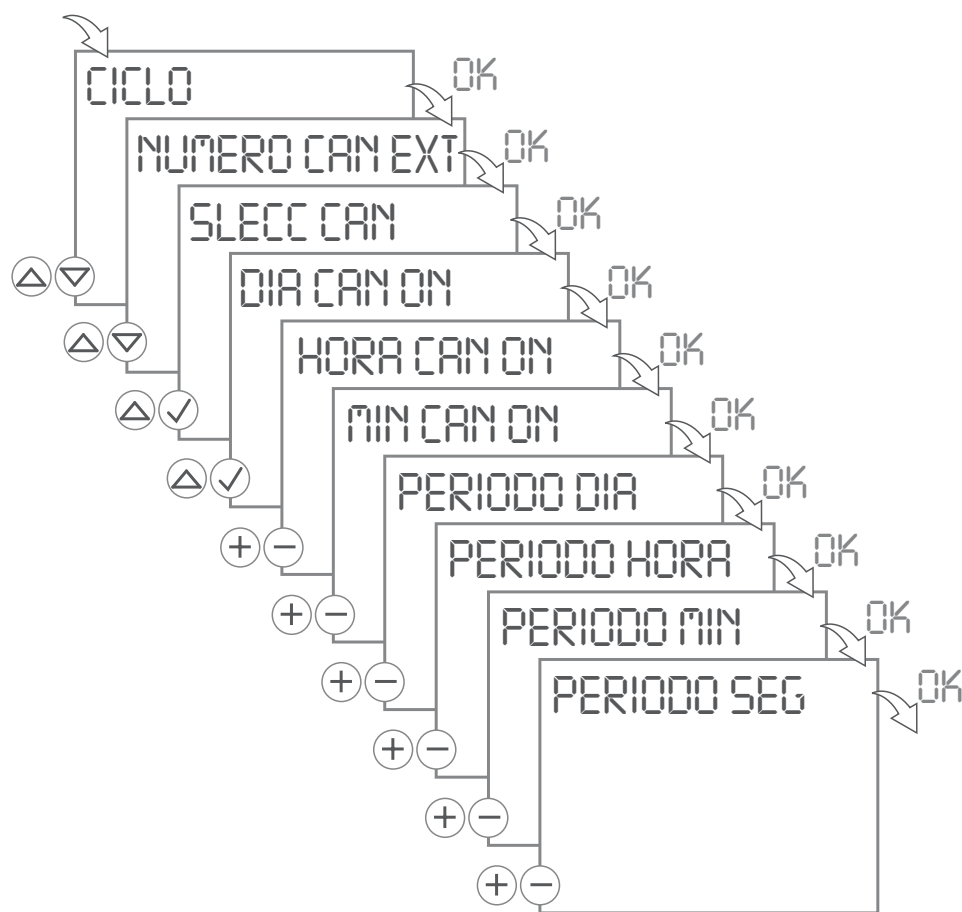 CICLO
OK
NUMERO CAN EXT
OK
SLECC CAN
OK
DIA CAN ON
OK
HORA CAN ON
OK
MIN CAN ON
OK
PERIODO DIA
OK
PERIODO HORA
OK
PERIODO MIN
OK
PERIODO SEG
OK